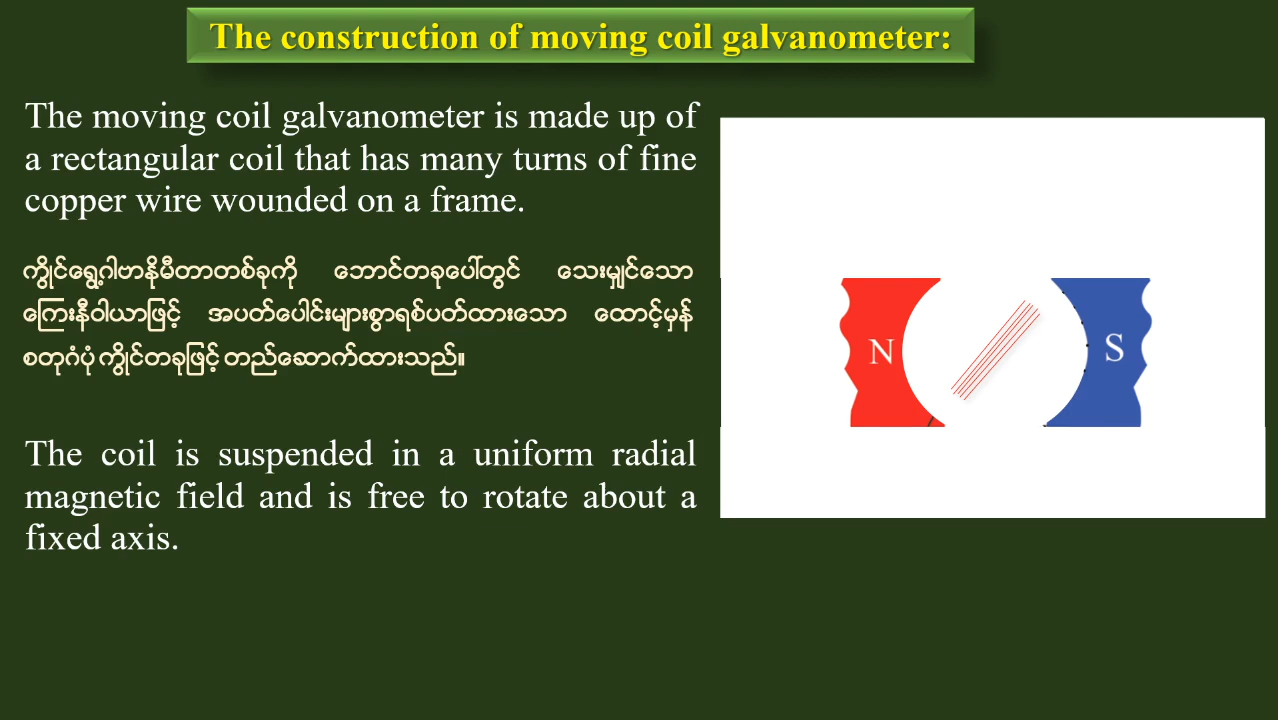 The construction of moving coil galvanometer:
The moving coil galvanometer is made up of
a rectangular coil that has many turns of fine
copper wire wounded on a frame.
ကွိုင်ရွေ့ဂါဗာနိုမီတာတစ်ခုကို ဘောင်တခုပေါ်တွင် သေးမျှင်သော
ကြေးနီဝါယာဖြင့် အပတ်ပေါင်းများစွာရစ်ပတ်ထားသော ထောင့်မှန်
စတုဂံပုံ ကွိုင်တခုဖြင့် တည်ဆောက်ထားသည်။
The coil is suspended in a uniform radial
magnetic field and is free to rotate about a
fixed axis.
N
S